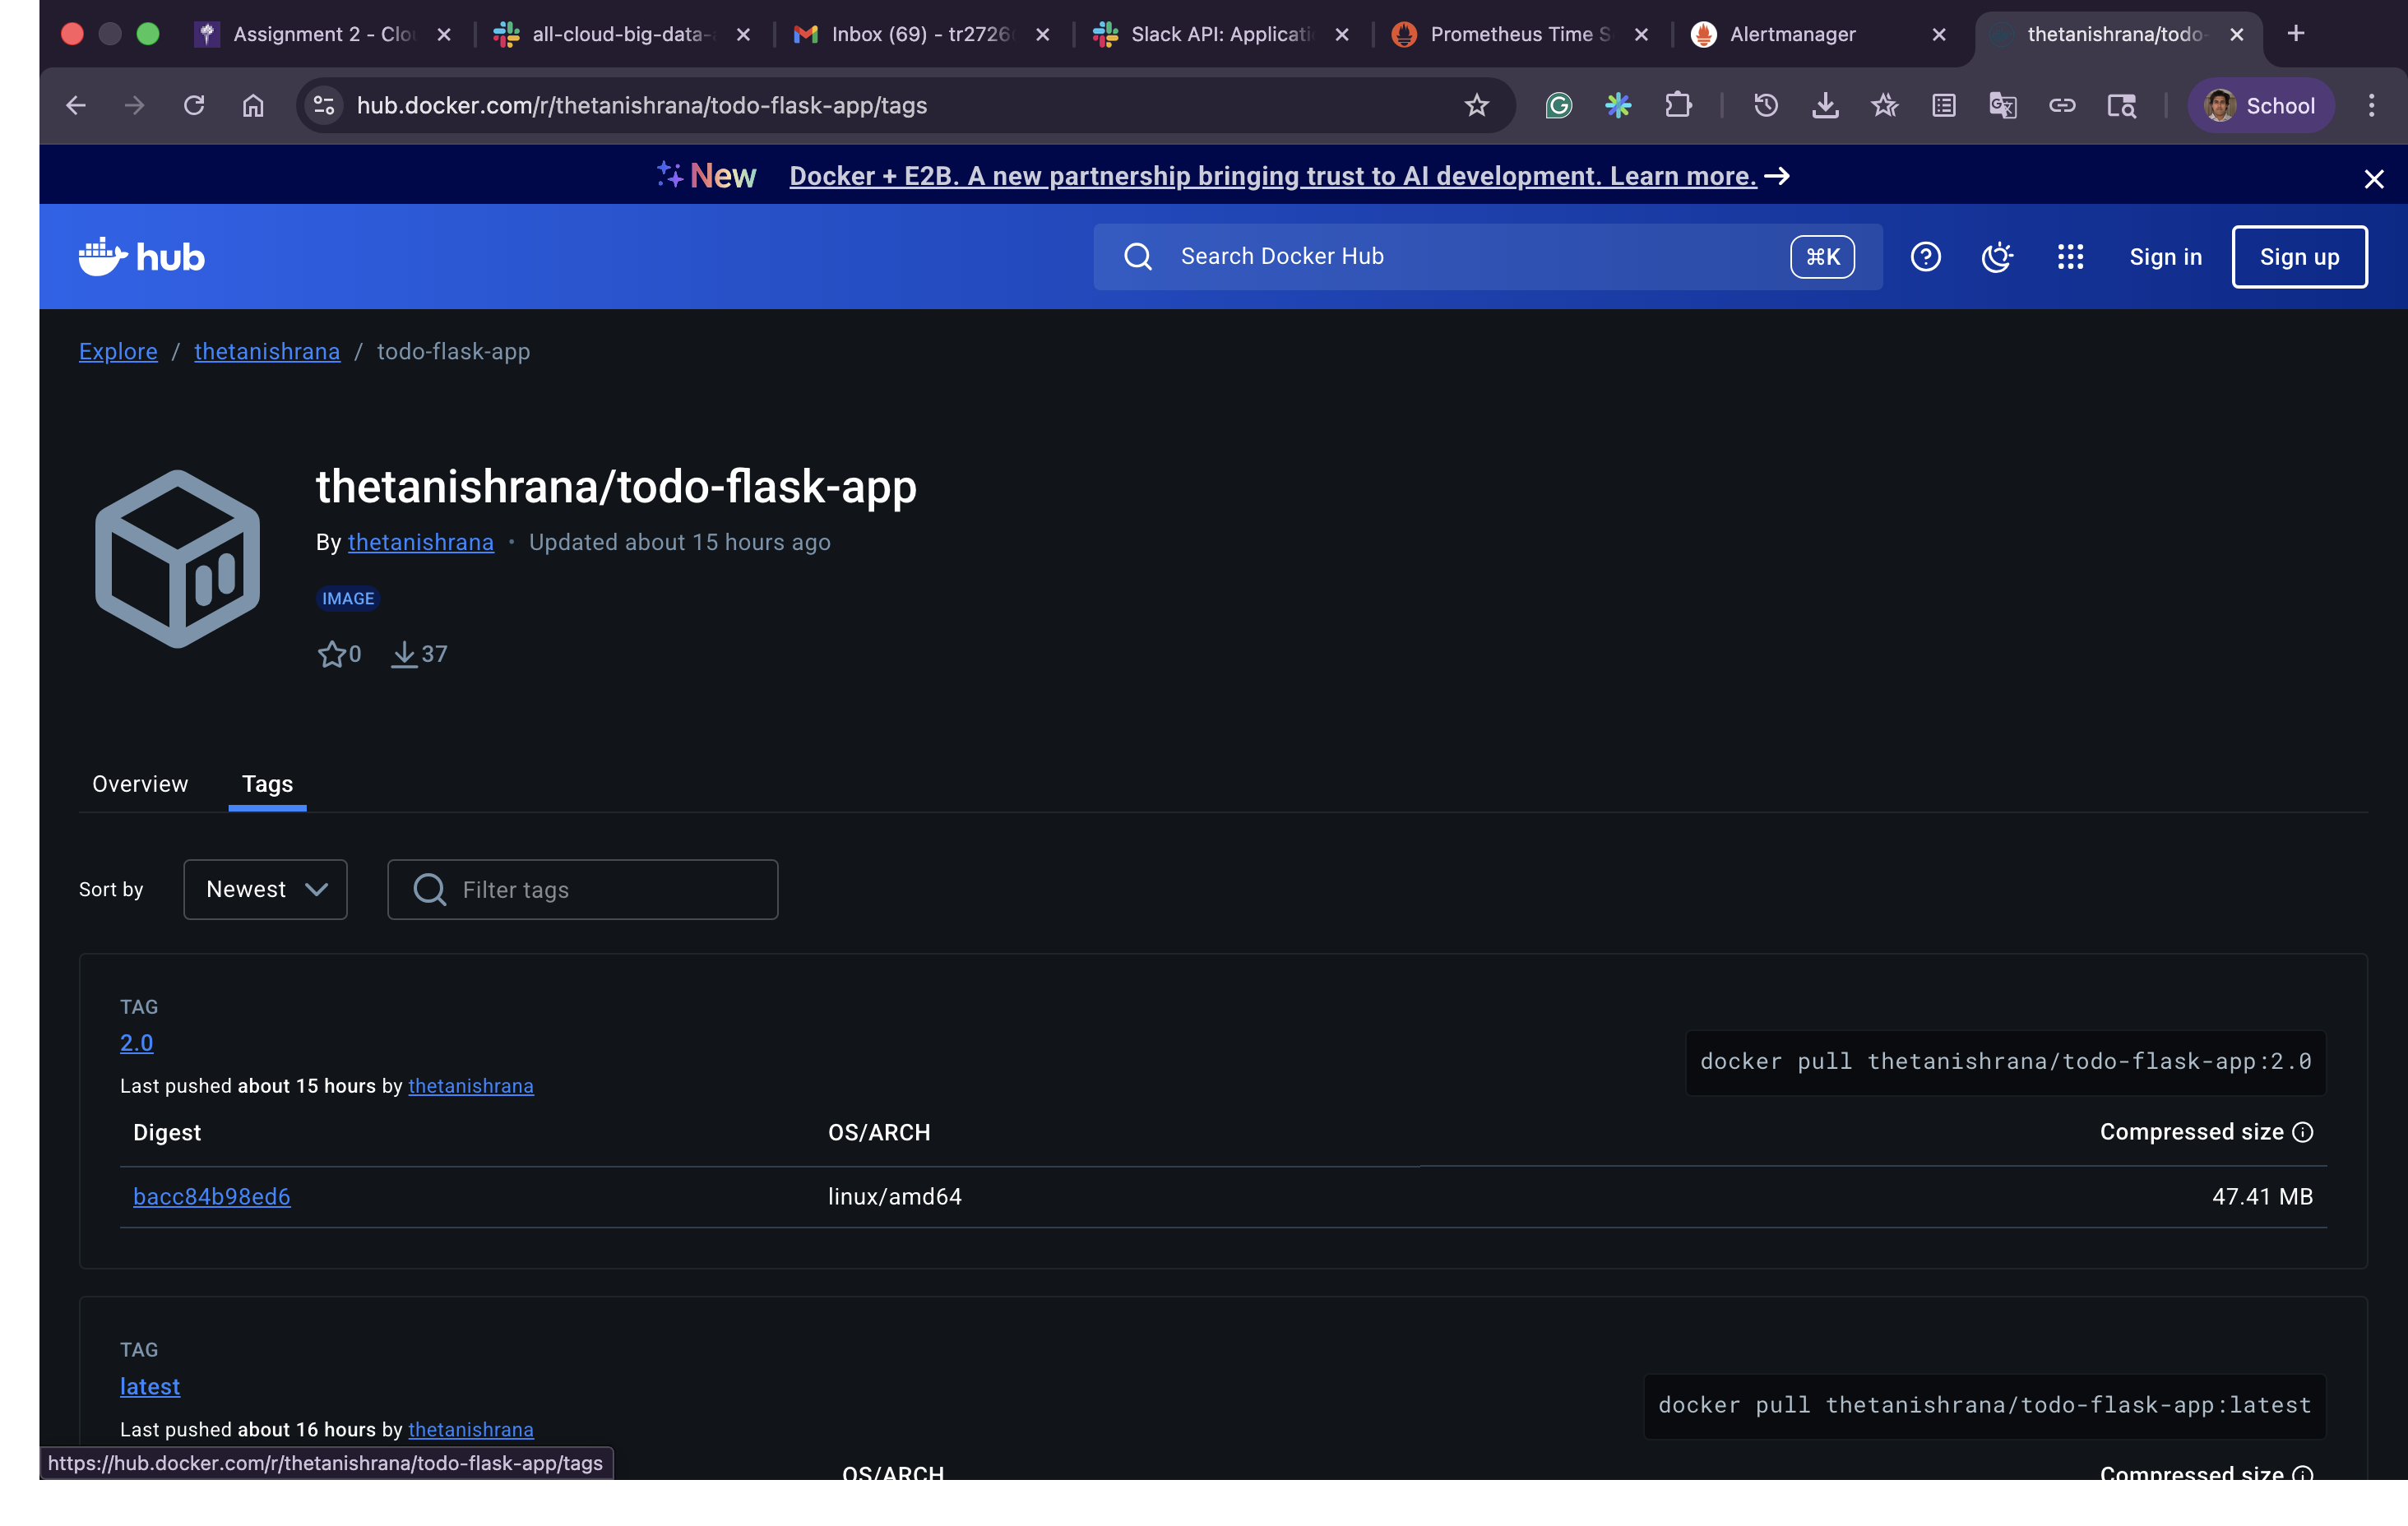 Assignment 2 - Clo
all-cloud-big-data-
Inbox (69) - tr2726
Slack API: Applicati
Prometheus Time S
Alertmanager
thetanishrana/todo-
hub.docker.com/r/thetanishrana/todo-flask-app/tags
School
New Docker + E2B. A new partnership bringing trust to AI development. Learn more.
hub
Search Docker Hub
⌘K
Sign in
Sign up
Explore / thetanishrana / todo-flask-app
thetanishrana/todo-flask-app
By thetanishrana • Updated about 15 hours ago
IMAGE
0 37
Overview
Tags
Sort by
Newest
Filter tags
TAG
2.0
Last pushed about 15 hours by thetanishrana
docker pull thetanishrana/todo-flask-app:2.0
Digest OS/ARCH Compressed size
bacc84b98ed6 linux/amd64 47.41 MB
TAG
latest
Last pushed about 16 hours by thetanishrana
docker pull thetanishrana/todo-flask-app:latest
https://hub.docker.com/r/thetanishrana/todo-flask-app/tags
OS/ARCH Compressed size